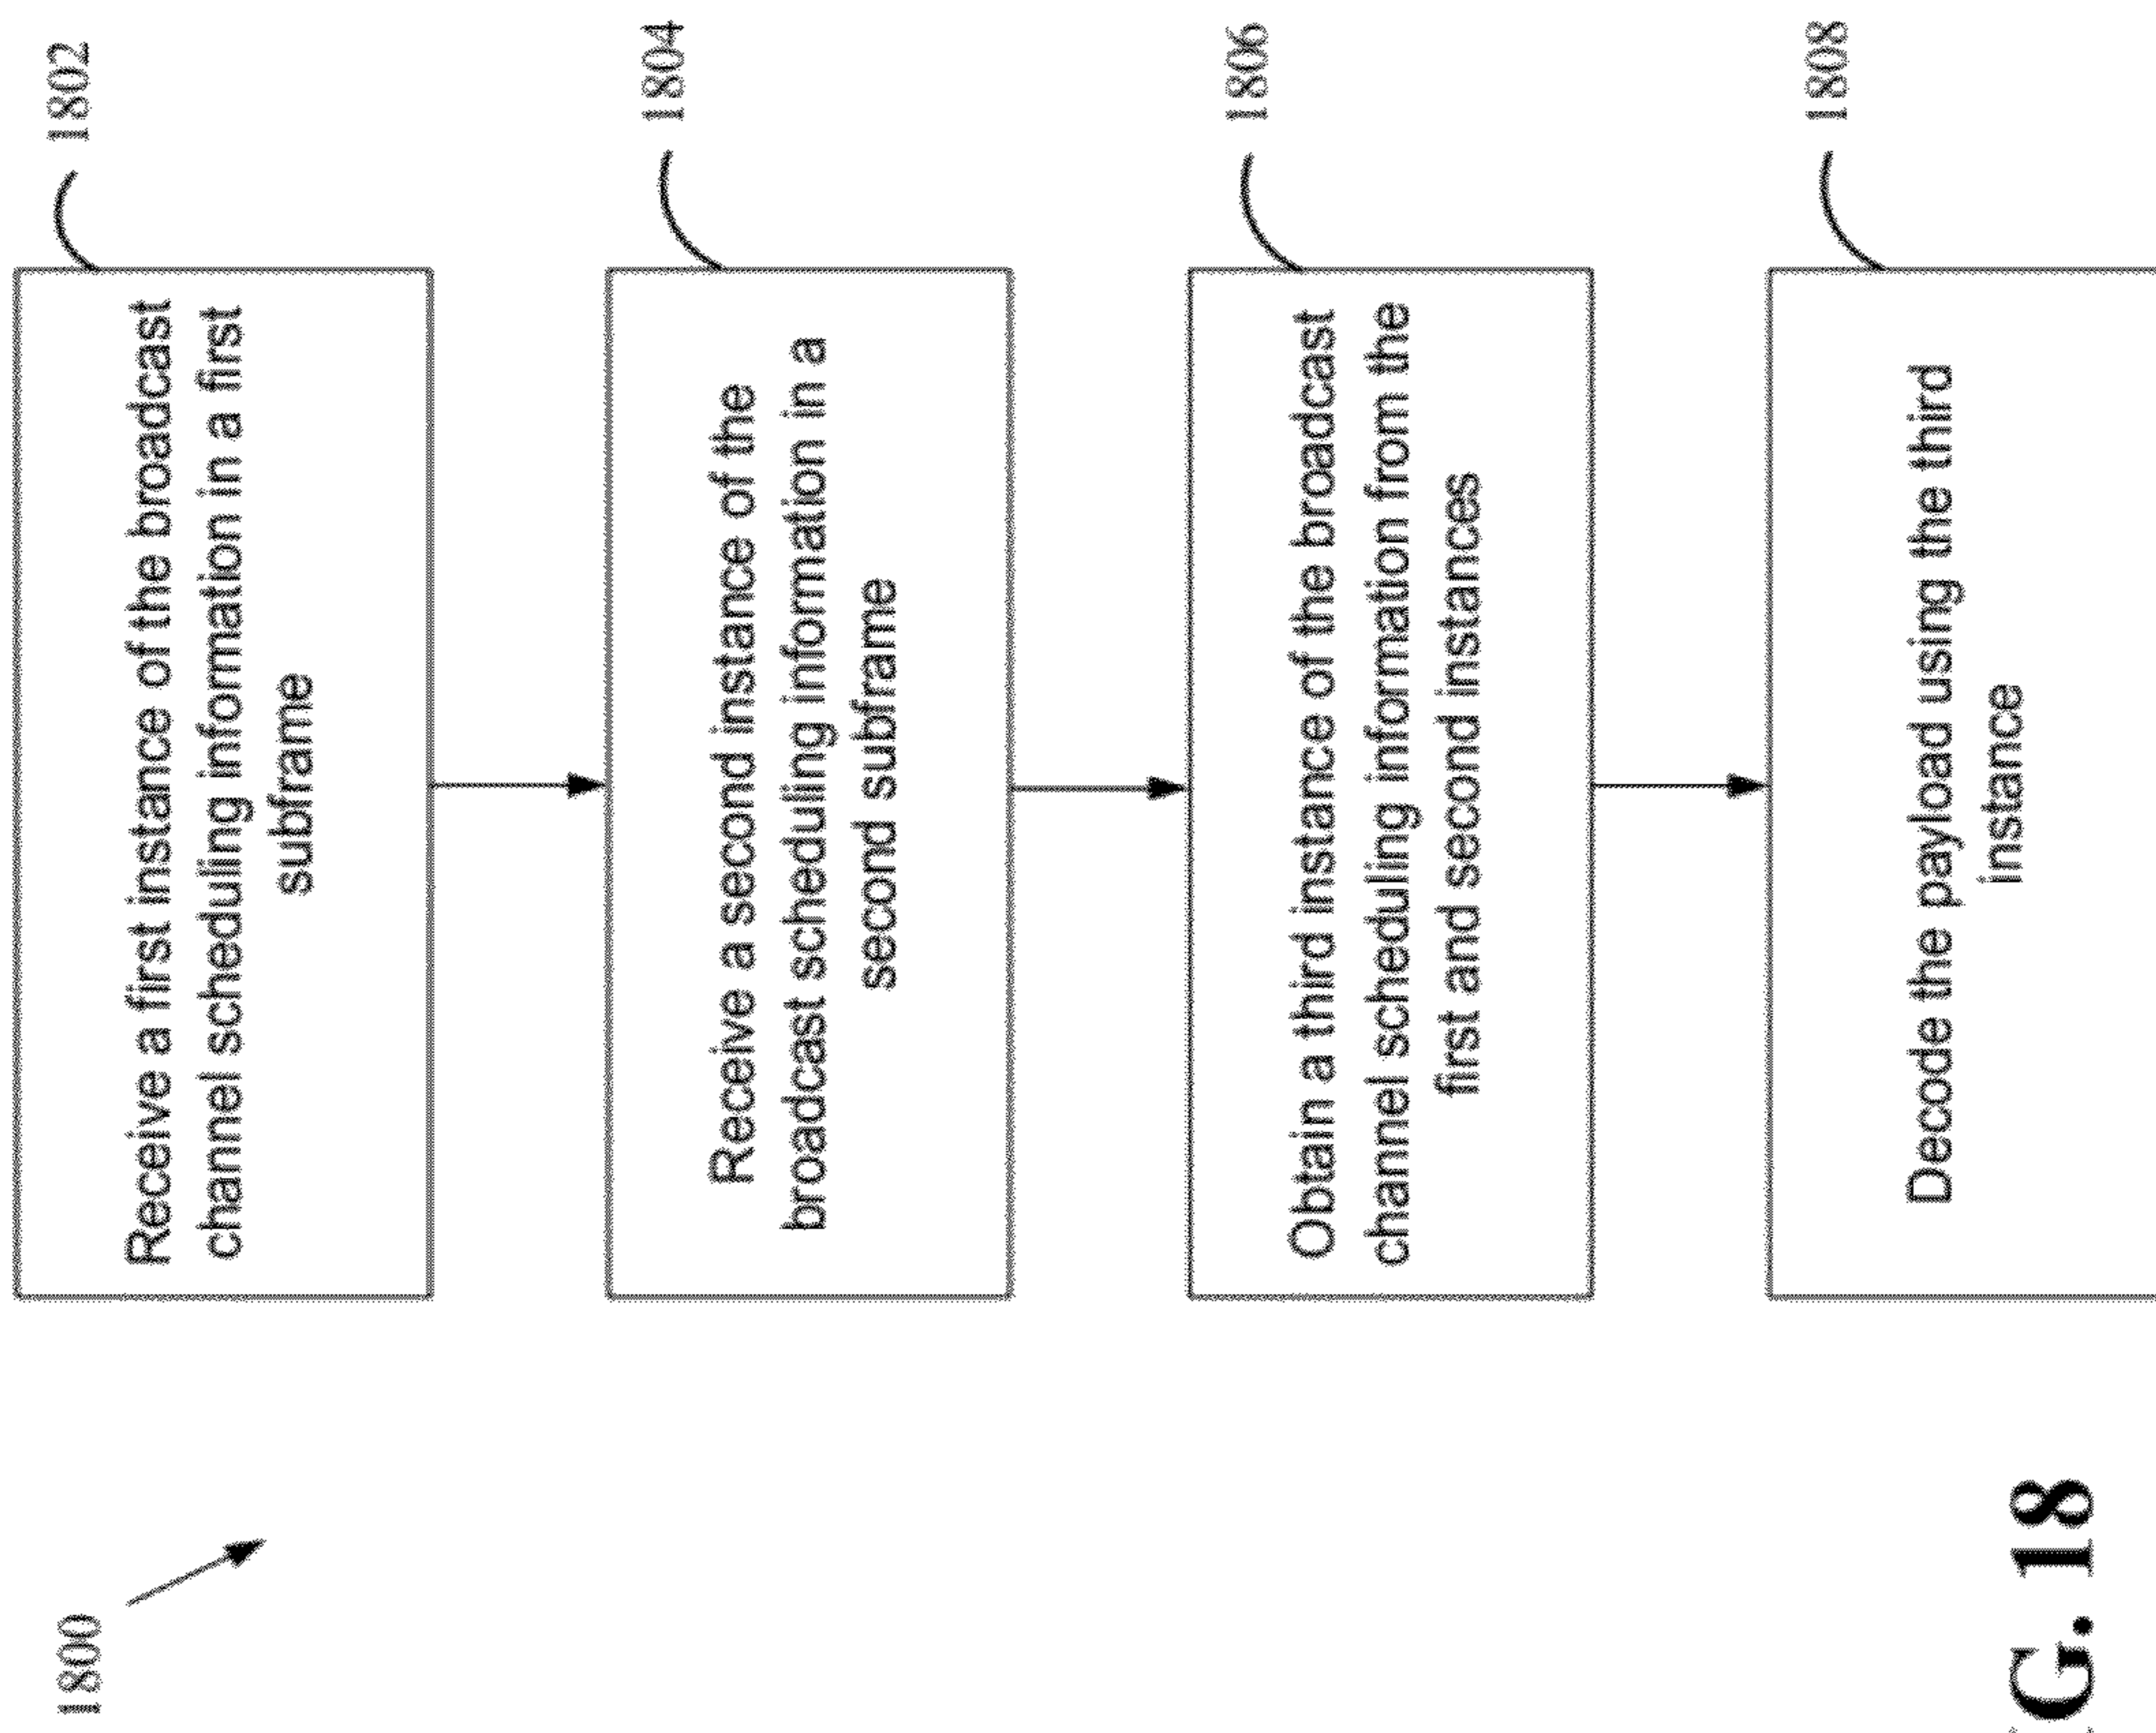 1800
1802
Receive a first instance of the broadcast
channel scheduling information in a first
subframe
1804
Receive a second instance of the
broadcast scheduling information in a
second subframe
1806
Obtain a third instance of the broadcast
channel scheduling information from the
first and second instances
1808
Decode the payload using the third
instance
G. 18